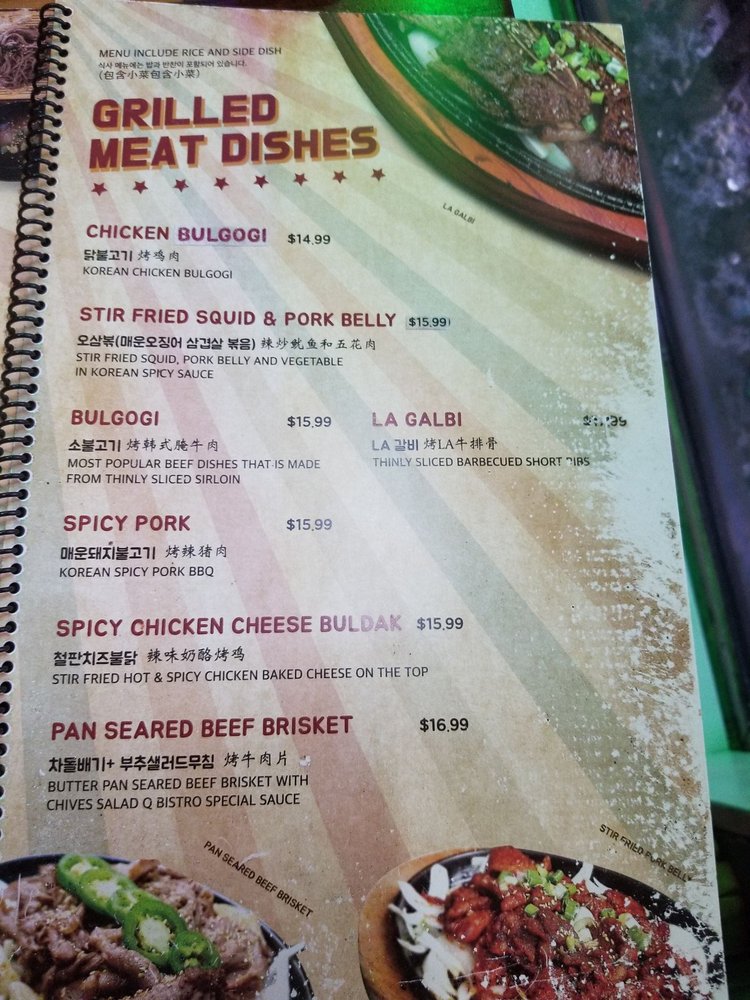 MENU INCLUDE RICE AND SIDE DISH
식사 메뉴에는 밥과 반찬이 포함되어 있습니다.
(包含小菜包含小菜)
GRILLED
MEAT DISHES
LA GALBI
CHICKEN BULGOGI $14.99
닭불고기 烤鸡肉
KOREAN CHICKEN BULGOGI
STIR FRIED SQUID & PORK BELLY $15.99
오삼볶(매운오징어 삼겹살 볶음) 辣炒鱿鱼和五花肉
STIR FRIED SQUID, PORK BELLY AND VEGETABLE
IN KOREAN SPICY SAUCE
BULGOGI $15.99
소불고기 烤韩式腌牛肉
MOST POPULAR BEEF DISHES THAT IS MADE
FROM THINLY SLICED SIRLOIN
LA GALBI
LA 갈비 烤LA牛排骨
THINLY SLICED BARBECUED SHORT RIBS
SPICY PORK $15.99
매운돼지불고기 烤辣猪肉
KOREAN SPICY PORK BBQ
SPICY CHICKEN CHEESE BULDAK $15.99
철판치즈불닭 辣味奶酪烤鸡
STIR FRIED HOT & SPICY CHICKEN BAKED CHEESE ON THE TOP
PAN SEARED BEEF BRISKET $16.99
차돌배기+ 부추샐러드무침 烤牛肉片
BUTTER PAN SEARED BEEF BRISKET WITH
CHIVES SALAD Q BISTRO SPECIAL SAUCE
PAN SEARED BEEF BRISKET
STIR FRIED PORK BELLY